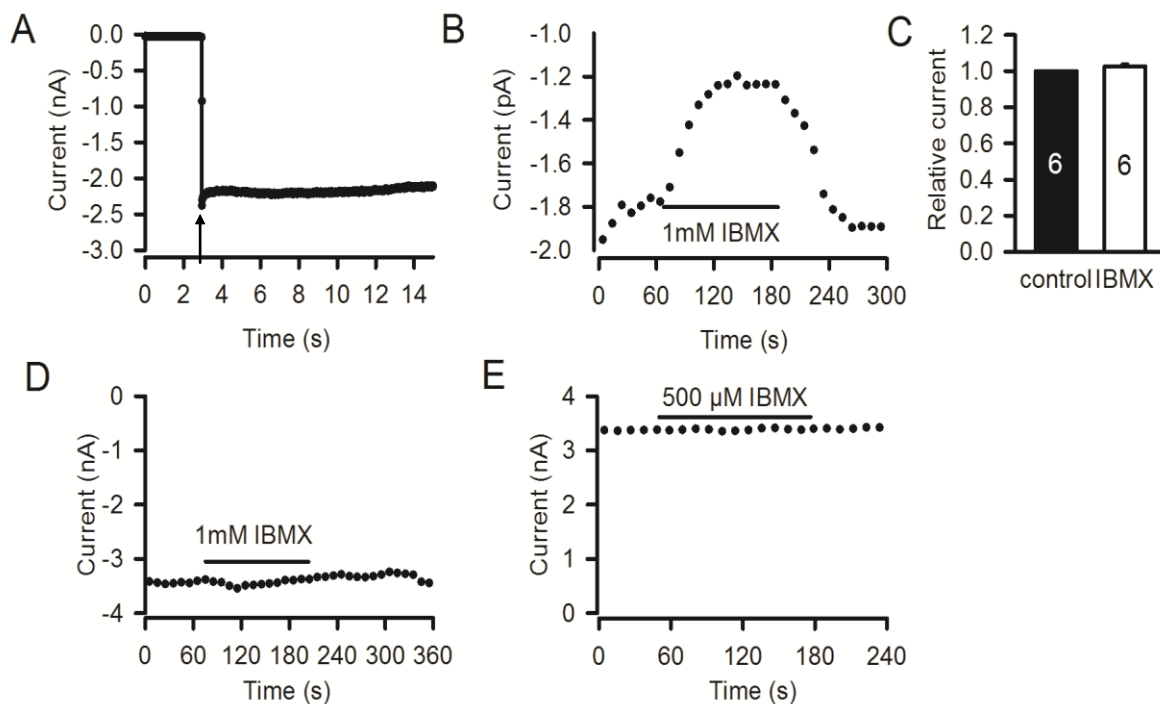 A
Current (nA)
0.0
-0.5
-1.0
-1.5
-2.0
-2.5
-3.0
0 2 4 6 8 10 12 14
Time (s)
B
Current (pA)
-1.0
-1.2
-1.4
-1.6
-1.8
-2.0
1mM IBMX
0 60 120 180 240 300
Time (s)
C
Relative current
1.2
1.0
0.8
0.6
0.4
0.2
0.0
6 6
control IBMX
D
Current (nA)
0
-1
-2
-3
-4
1mM IBMX
0 60 120 180 240 300 360
Time (s)
E
Current (nA)
4
3
2
1
0
500 µM IBMX
0 60 120 180 240
Time (s)